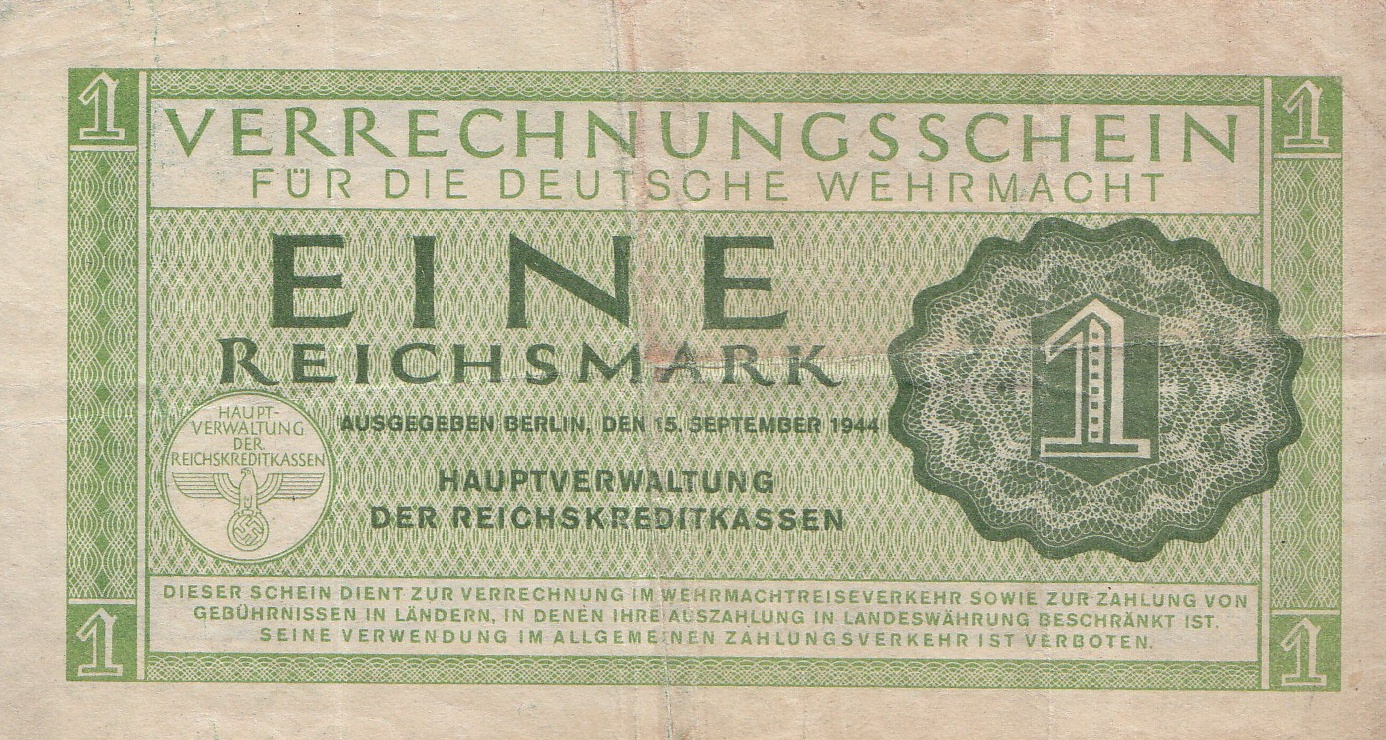 1
1
VERRECHNUNGSSCHEIN
FÜR DIE DEUTSCHE WEHRMACHT
EINE
REICHSMARK
1
HAUPT-
VERWALTUNG
DER
REICHSKREDITKASSEN
AUSGEGEBEN BERLIN, DEN 15. SEPTEMBER 1944
HAUPTVERWALTUNG
DER REICHSKREDITKASSEN
DIESER SCHEIN DIENT ZUR VERRECHNUNG IM WEHRMACHTREISEVERKEHR SOWIE ZUR ZAHLUNG VON
GEBÜHRNISSEN IN LÄNDERN, IN DENEN IHRE AUSZAHLUNG IN LANDESWÄHRUNG BESCHRÄNKT IST.
SEINE VERWENDUNG IM ALLGEMEINEN ZAHLUNGSVERKEHR IST VERBOTEN.
1
1